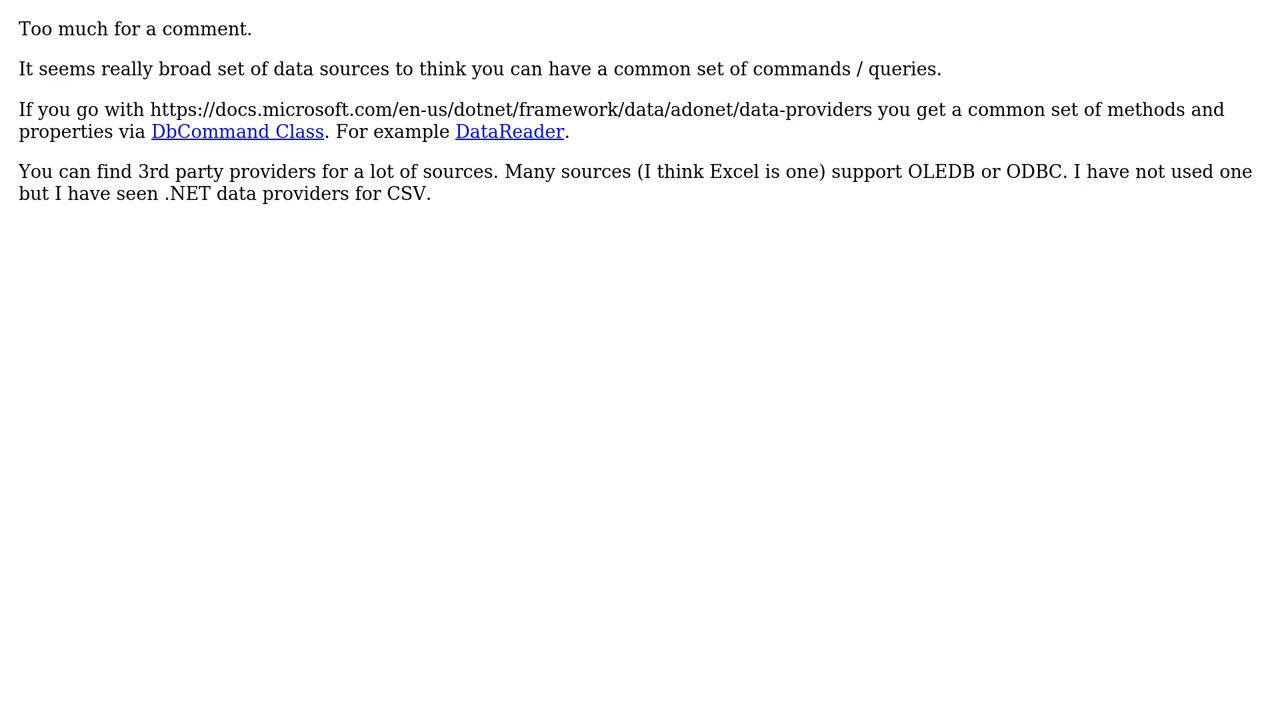 Too much for a comment.
It seems really broad set of data sources to think you can have a common set of commands / queries.
If you go with https://docs.microsoft.com/en-us/dotnet/framework/data/adonet/data-providers you get a common set of methods and
properties via DbCommand Class. For example DataReader.
You can find 3rd party providers for a lot of sources. Many sources (I think Excel is one) support OLEDB or ODBC. I have not used one
but I have seen .NET data providers for CSV.